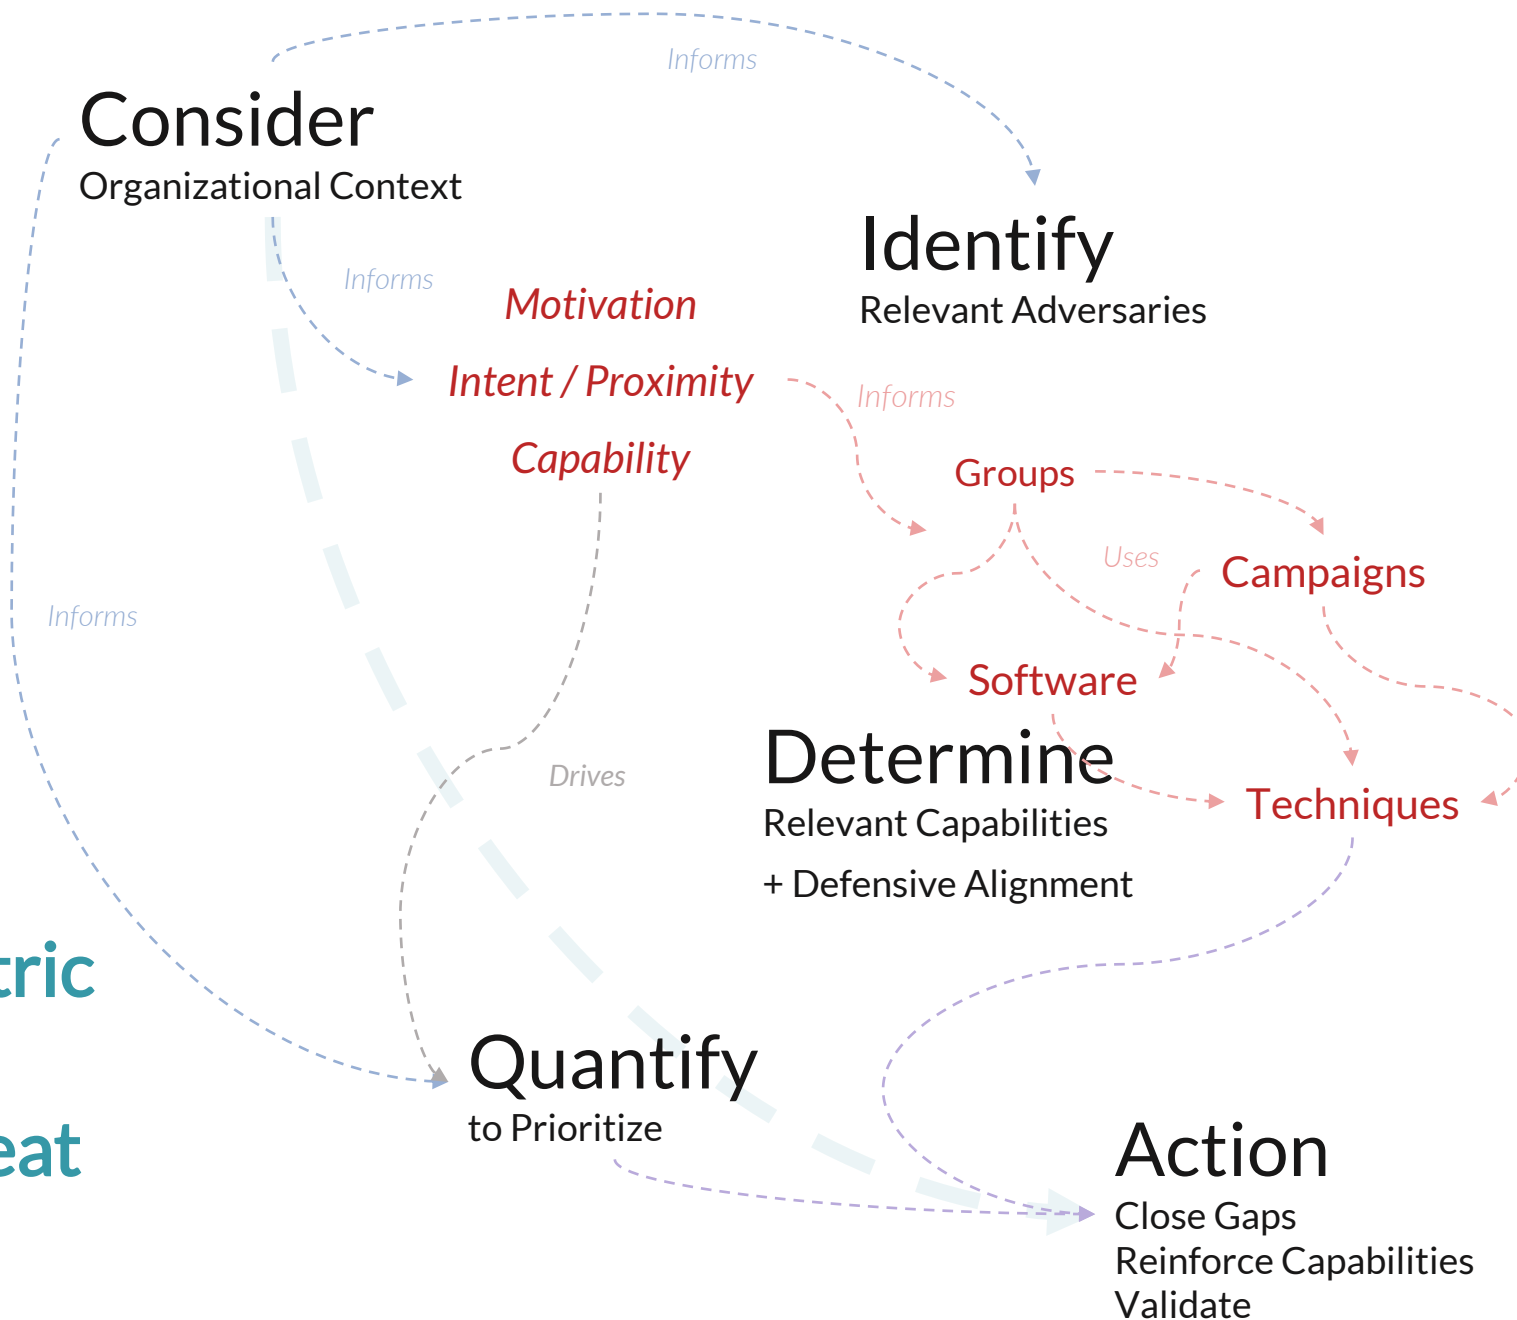 Informs
Consider
Organizational Context
Identify
Relevant Adversaries
Informs
Motivation
Intent / Proximity
Capability
Informs
Groups
Uses
Campaigns
Informs
Software
Determine
Relevant Capabilities
+ Defensive Alignment
Techniques
Drives
tric
Quantify
to Prioritize
eat
Action
Close Gaps
Reinforce Capabilities
Validate